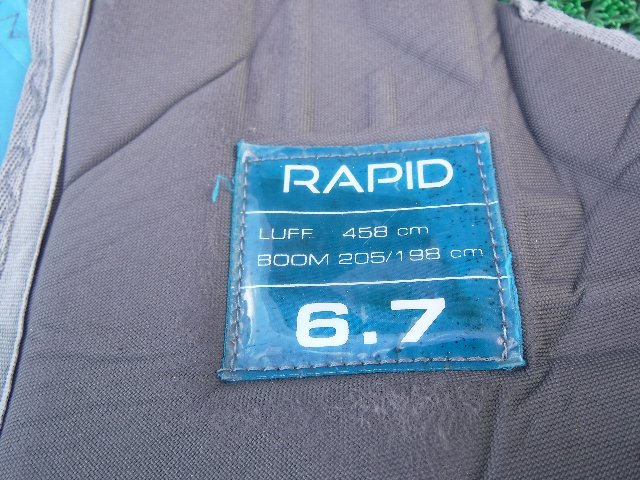 RAPID
LUFF 458 cm
BOOM 205/198 cm
6.7